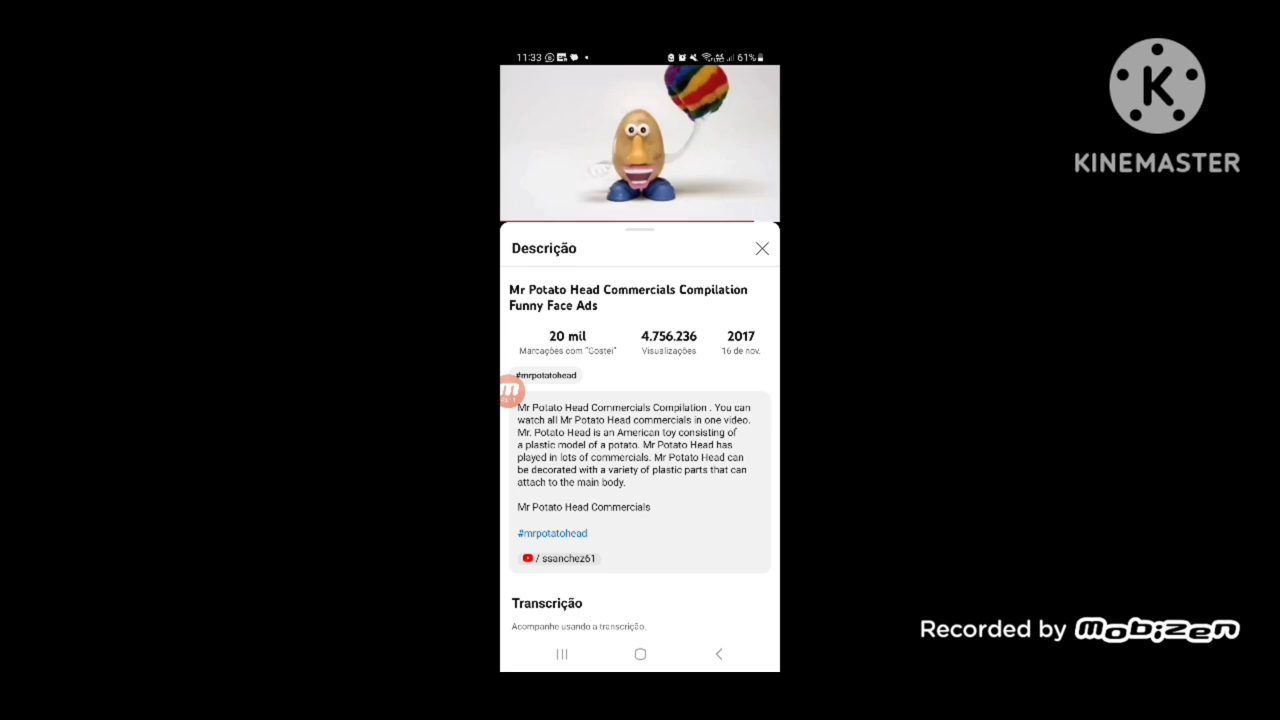 11:33
61%
K
KINEMASTER
Descrição
Mr Potato Head Commercials Compilation
Funny Face Ads
20 mil
4.756.236
2017
Marcações com "Gostei"
Visualizações
16 de nov.
#mrpotatohead
m
Mr Potato Head Commercials Compilation . You can
watch all Mr Potato Head commercials in one video.
Mr. Potato Head is an American toy consisting of
a plastic model of a potato. Mr Potato Head has
played in lots of commercials. Mr Potato Head can
be decorated with a variety of plastic parts that can
attach to the main body.
Mr Potato Head Commercials
#mrpotatohead
/ ssanchez61
Transcrição
Acompanhe usando a transcrição.
Recorded by mobizen